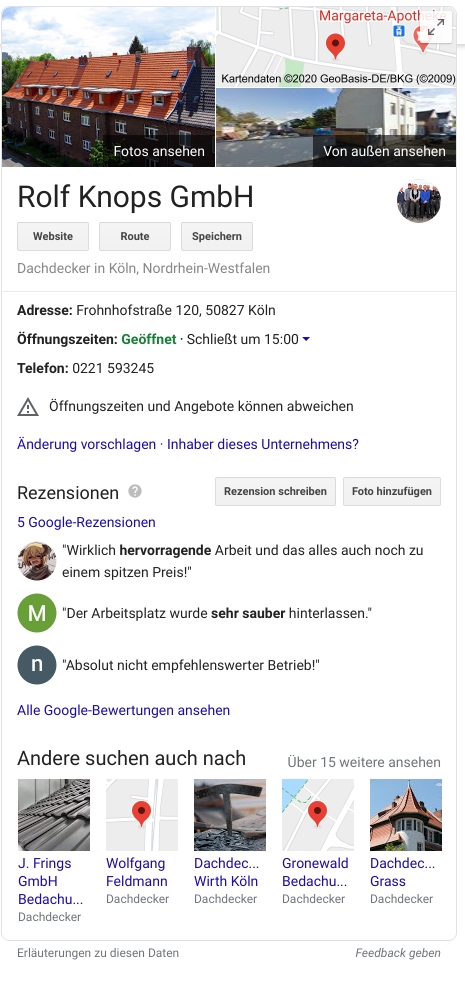 Margareta-Apotheke
Kartendaten ©2020 GeoBasis-DE/BKG (©2009)
Fotos ansehen
Von außen ansehen
Rolf Knops GmbH
Website
Route
Speichern
Dachdecker in Köln, Nordrhein-Westfalen
Adresse: Frohnhofstraße 120, 50827 Köln
Öffnungszeiten: Geöffnet · Schließt um 15:00
Telefon: 0221 593245
Öffnungszeiten und Angebote können abweichen
Änderung vorschlagen · Inhaber dieses Unternehmens?
Rezensionen ?
Rezension schreiben
Foto hinzufügen
5 Google-Rezensionen
"Wirklich hervorragende Arbeit und das alles auch noch zu
einem spitzen Preis!"
M
"Der Arbeitsplatz wurde sehr sauber hinterlassen."
n
"Absolut nicht empfehlenswerter Betrieb!"
Alle Google-Bewertungen ansehen
Andere suchen auch nach
Über 15 weitere ansehen
J. Frings
GmbH
Bedachu...
Dachdecker
Wolfgang
Feldmann
Dachdecker
Dachdec...
Wirth Köln
Dachdecker
Gronewald
Bedachu...
Dachdecker
Dachdec...
Grass
Dachdecker
Erläuterungen zu diesen Daten
Feedback geben